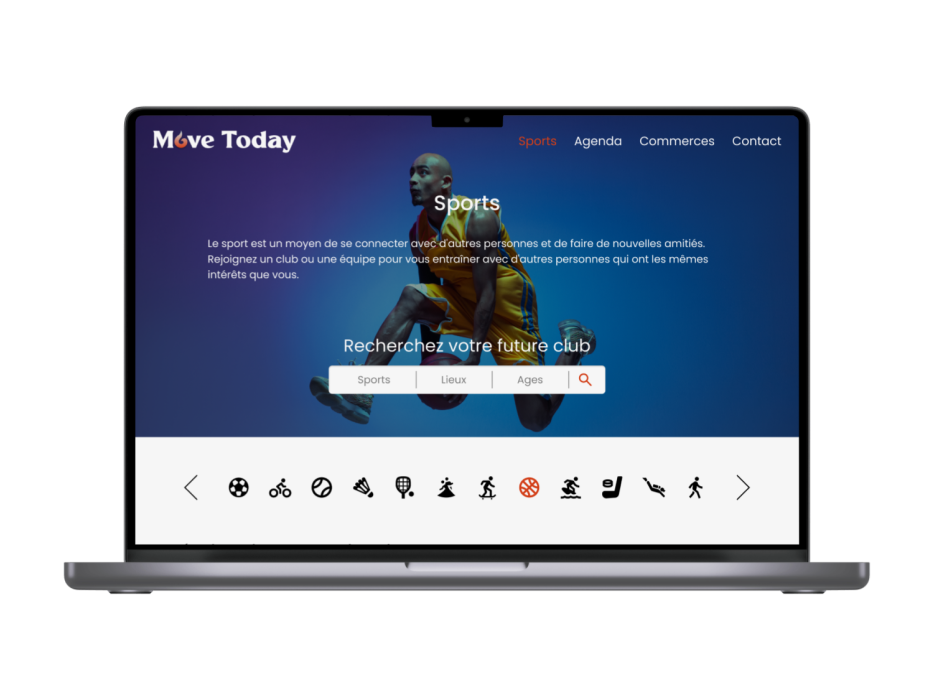 Move Today
Sports Agenda Commerces Contact
Sports
Le sport est un moyen de se connecter avec d'autres personnes et de faire de nouvelles amitiés.
Rejoignez un club ou une équipe pour vous entraîner avec d'autres personnes qui ont les mêmes
intérêts que vous.
Recherchez votre future club
Sports Lieux Ages